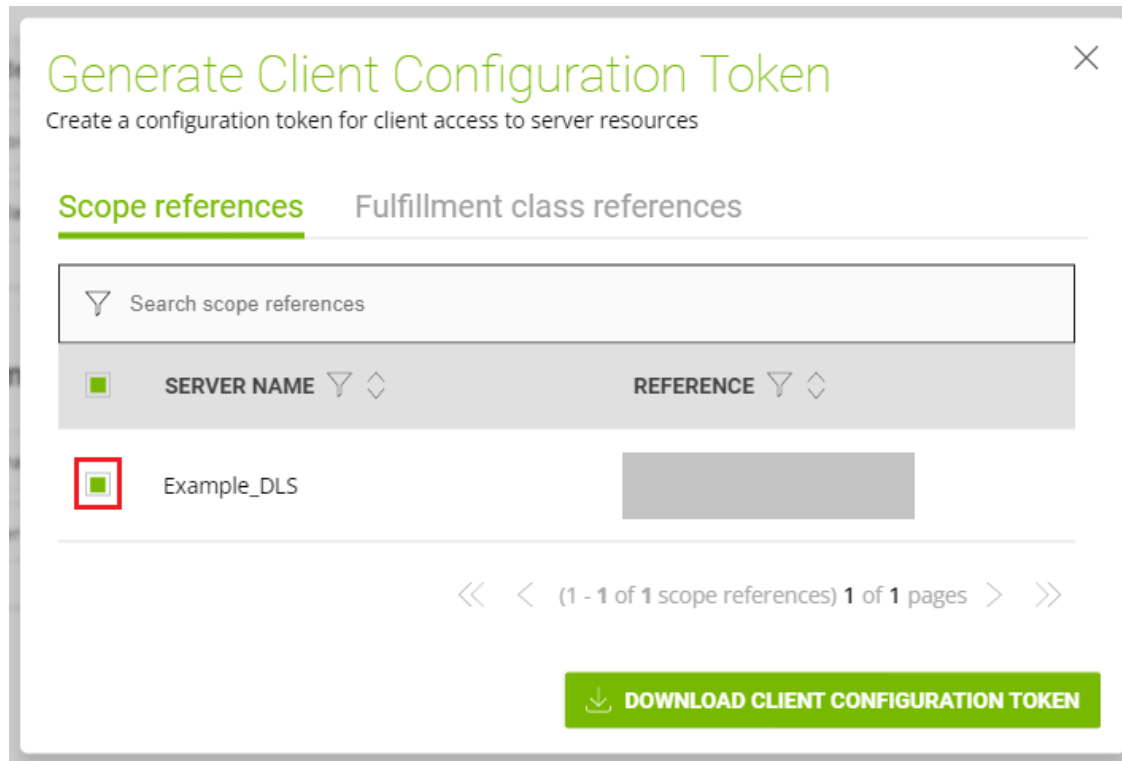 Generate Client Configuration Token
Create a configuration token for client access to server resources
Scope references Fulfillment class references
Search scope references
SERVER NAME REFERENCE
Example_DLS
(1 - 1 of 1 scope references) 1 of 1 pages
DOWNLOAD CLIENT CONFIGURATION TOKEN